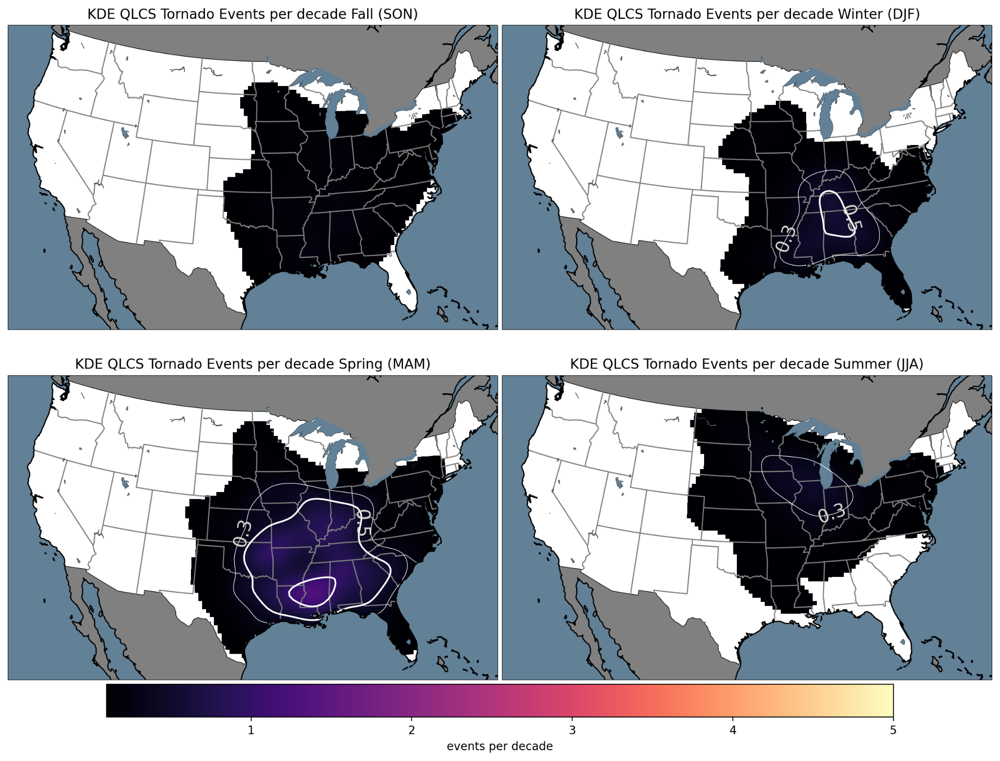 KDE QLCS Tornado Events per decade Fall (SON)
KDE QLCS Tornado Events per decade Winter (DJF)
0.5
0.3
KDE QLCS Tornado Events per decade Spring (MAM)
KDE QLCS Tornado Events per decade Summer (JJA)
0.5
0.3
0.3
1
2
3
4
5
events per decade